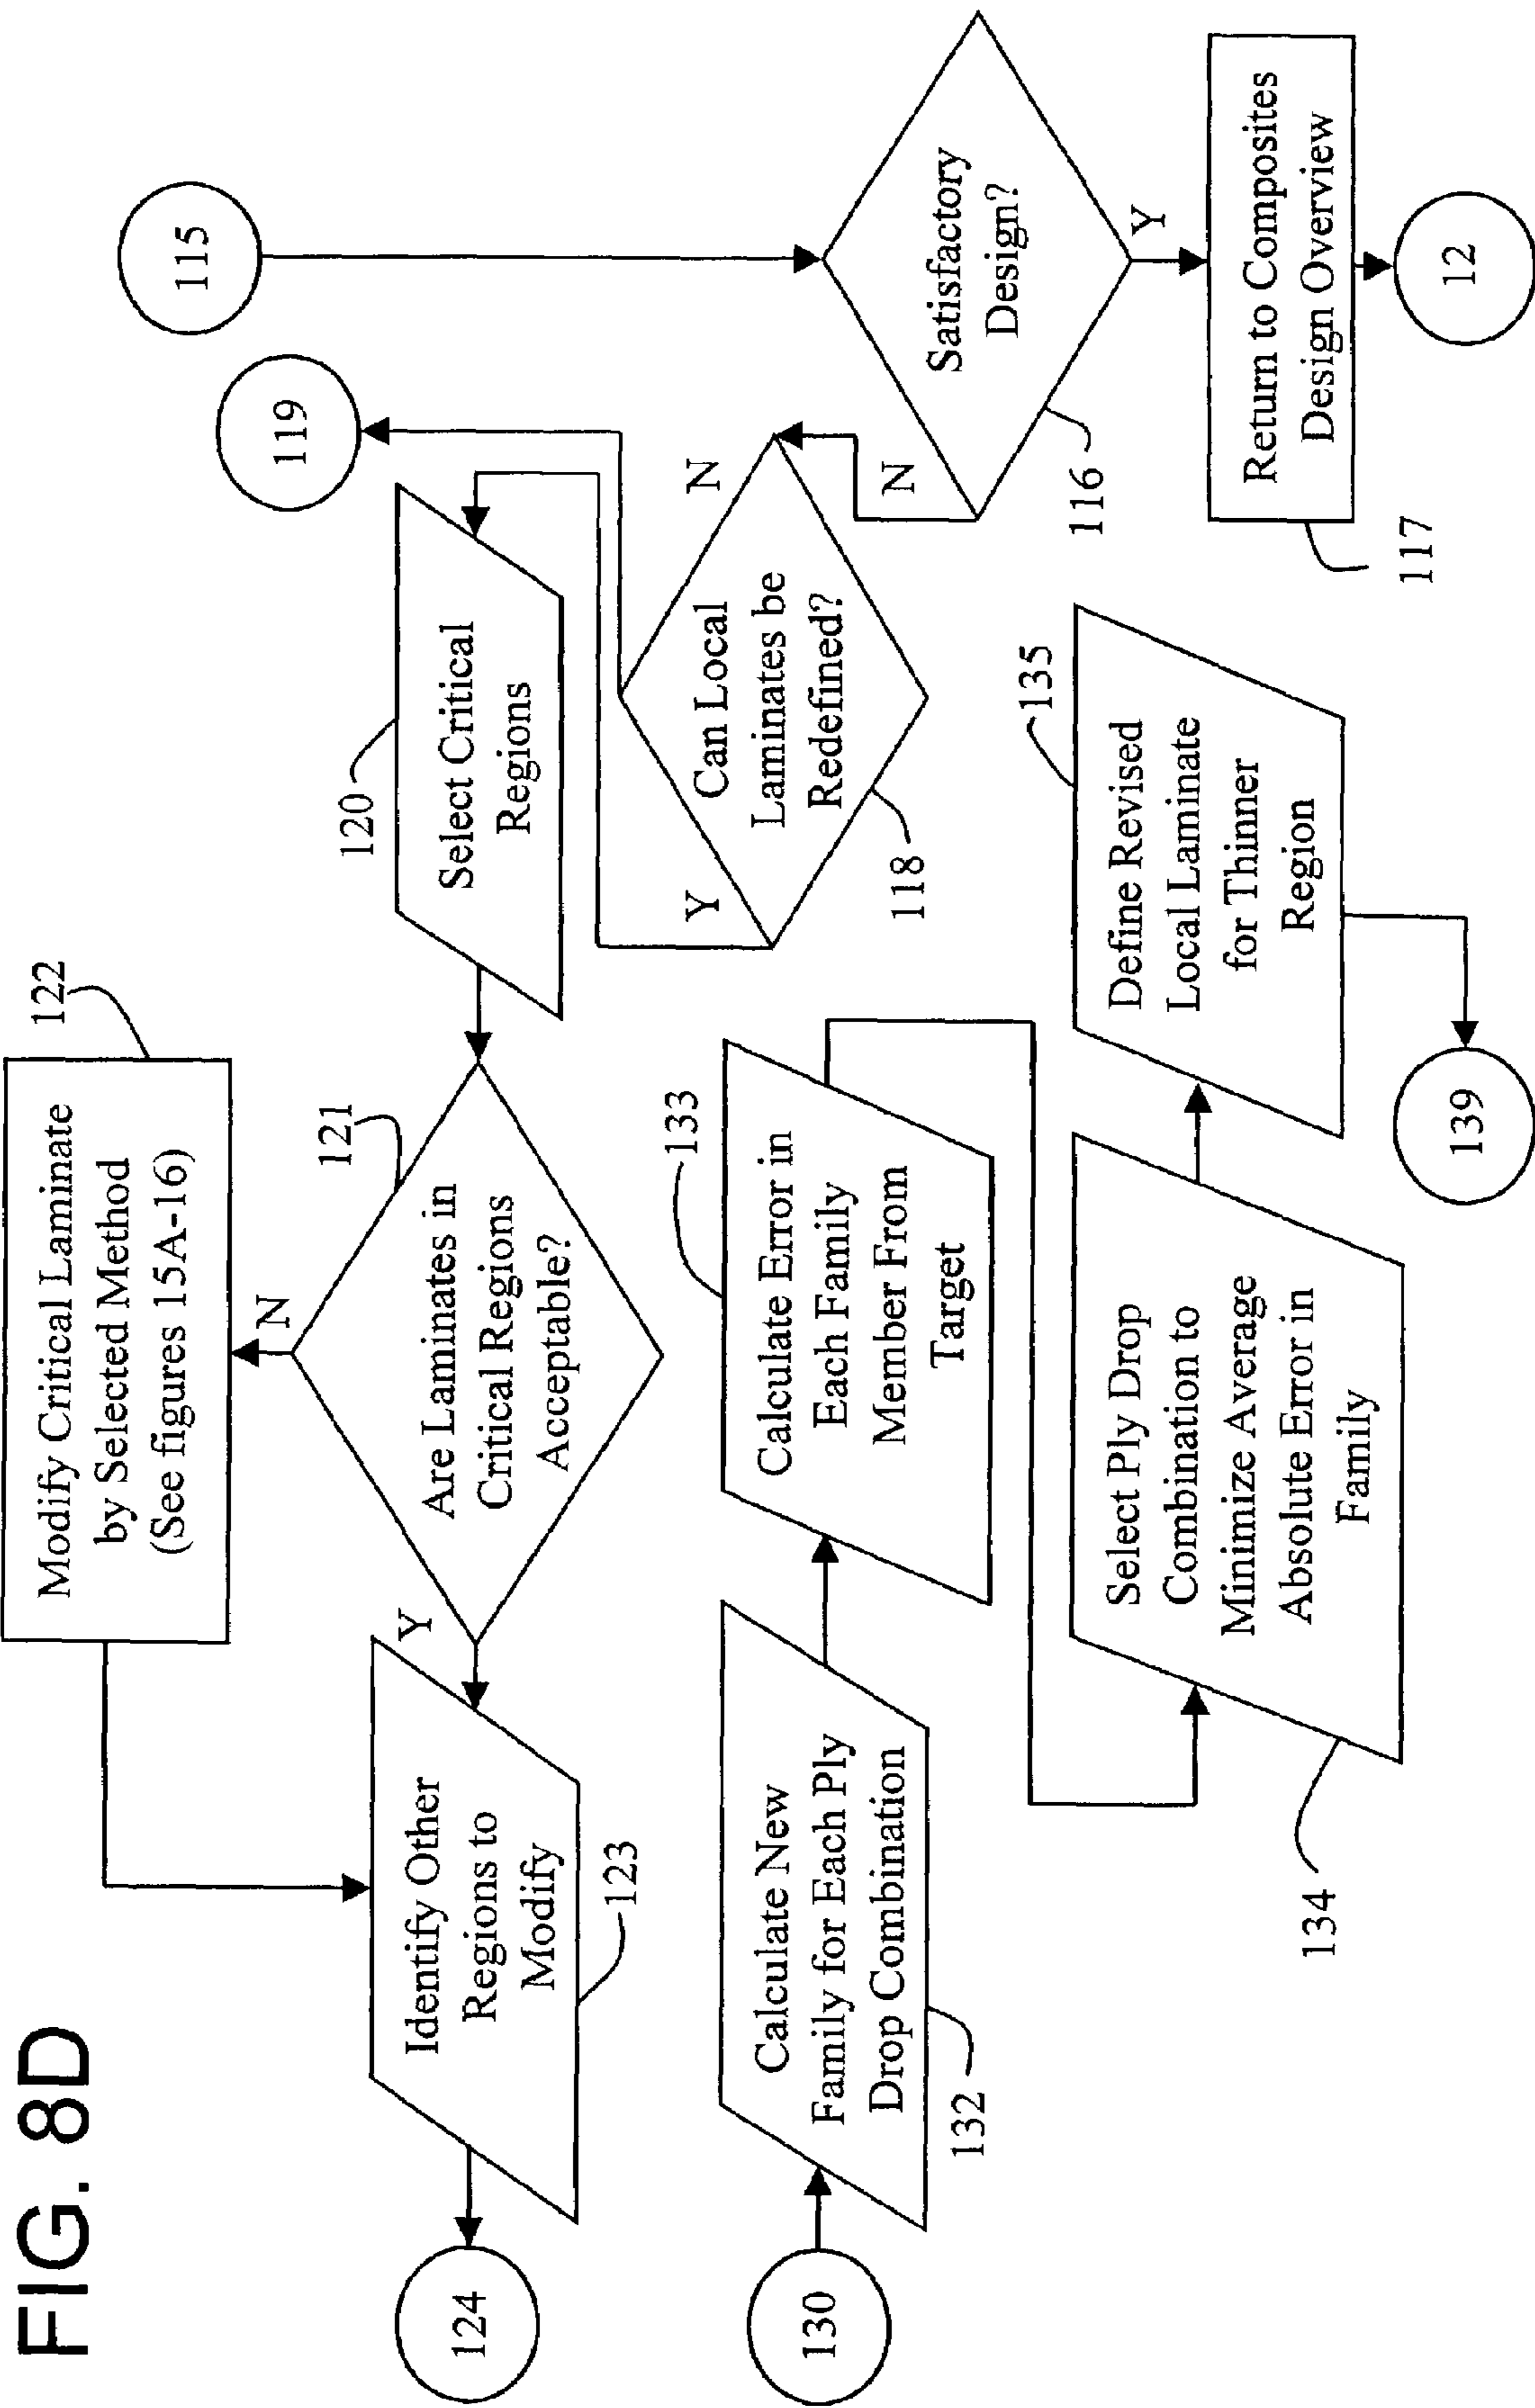 FIG. 8D
Modify Critical Laminate
by Selected Method
(See figures 15A-16)
122
115
119
124
Identify Other
Regions to
Modify
123
Y
Are Laminates in
Critical Regions
Acceptable?
121
N
Select Critical
Regions
120
Can Local
Laminates be
Redefined?
118
Y
N
Satisfactory
Design?
116
N
Y
Return to Composites
Design Overview
117
12
130
Calculate New
Family for Each Ply
Drop Combination
132
Calculate Error in
Each Family
Member From
Target
133
Select Ply Drop
Combination to
Minimize Average
Absolute Error in
Family
134
Define Revised
Local Laminate
for Thinner
Region
135
139